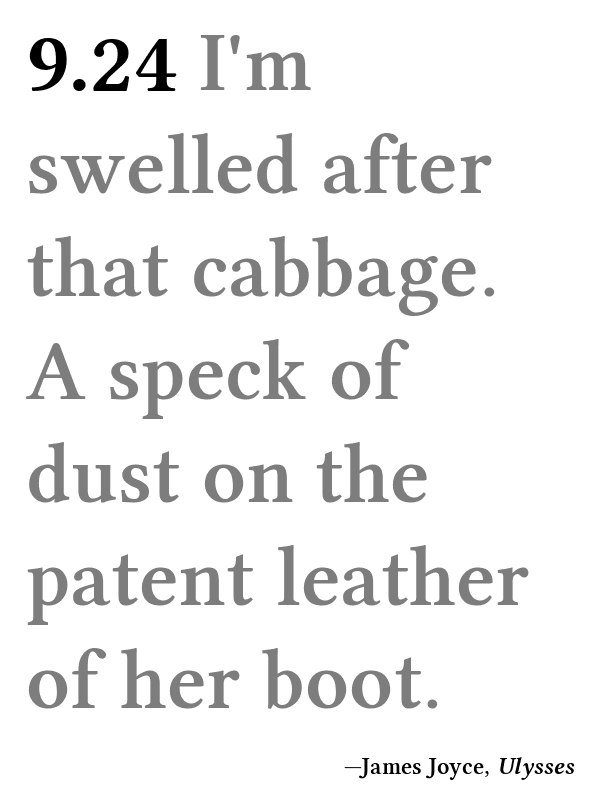 9.24 I'm
swelled after
that cabbage.
A speck of
dust on the
patent leather
of her boot.
—James Joyce, Ulysses